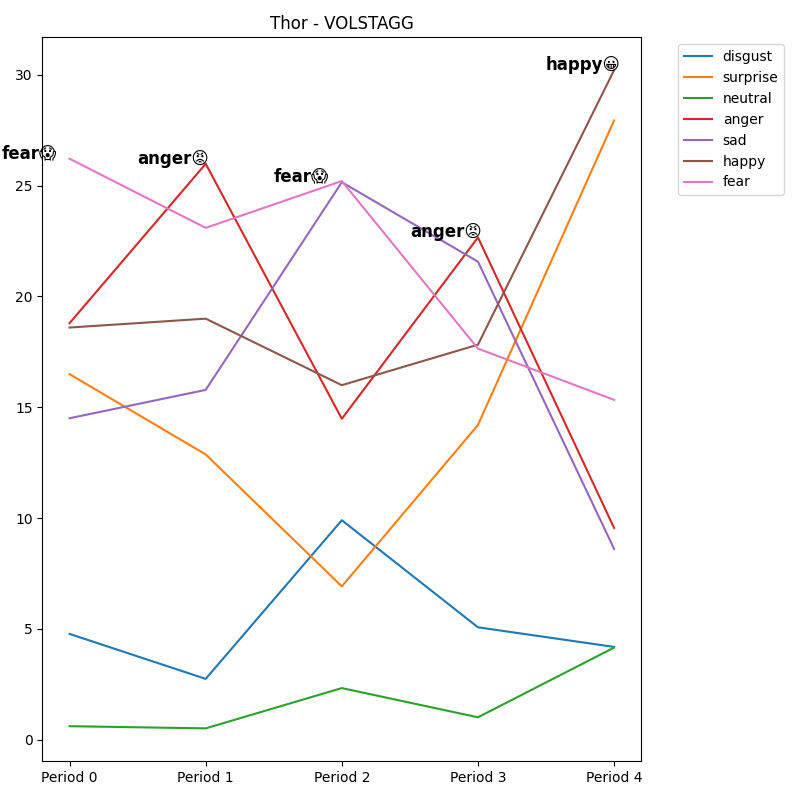 Thor - VOLSTAGG
fear😱
anger😡
fear😱
anger😡
happy😀
disgust
surprise
neutral
anger
sad
happy
fear
30
25
20
15
10
5
0
Period 0 Period 1 Period 2 Period 3 Period 4